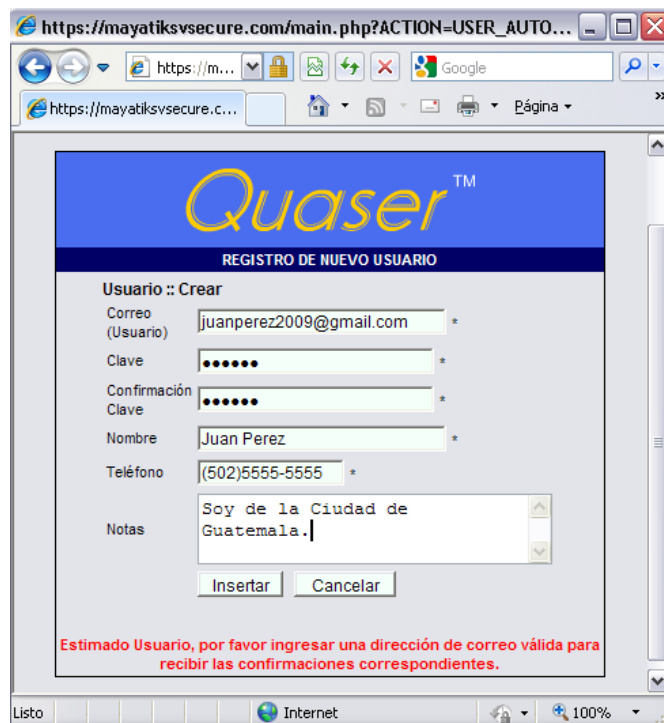 https://mayatiksvsecure.com/main.php?ACTION=USER_AUTO...
https://m...
Google
https://mayatiksvsecure.c...
Página
»
Quaser™
REGISTRO DE NUEVO USUARIO
Usuario :: Crear
Correo
(Usuario)
juanperez2009@gmail.com *
Clave
●●●●●● *
Confirmación
Clave
●●●●●● *
Nombre
Juan Perez *
Teléfono
(502)5555-5555 *
Notas
Soy de la Ciudad de
Guatemala.
Insertar
Cancelar
Estimado Usuario, por favor ingresar una dirección de correo válida para
recibir las confirmaciones correspondientes.
Listo
Internet
100%